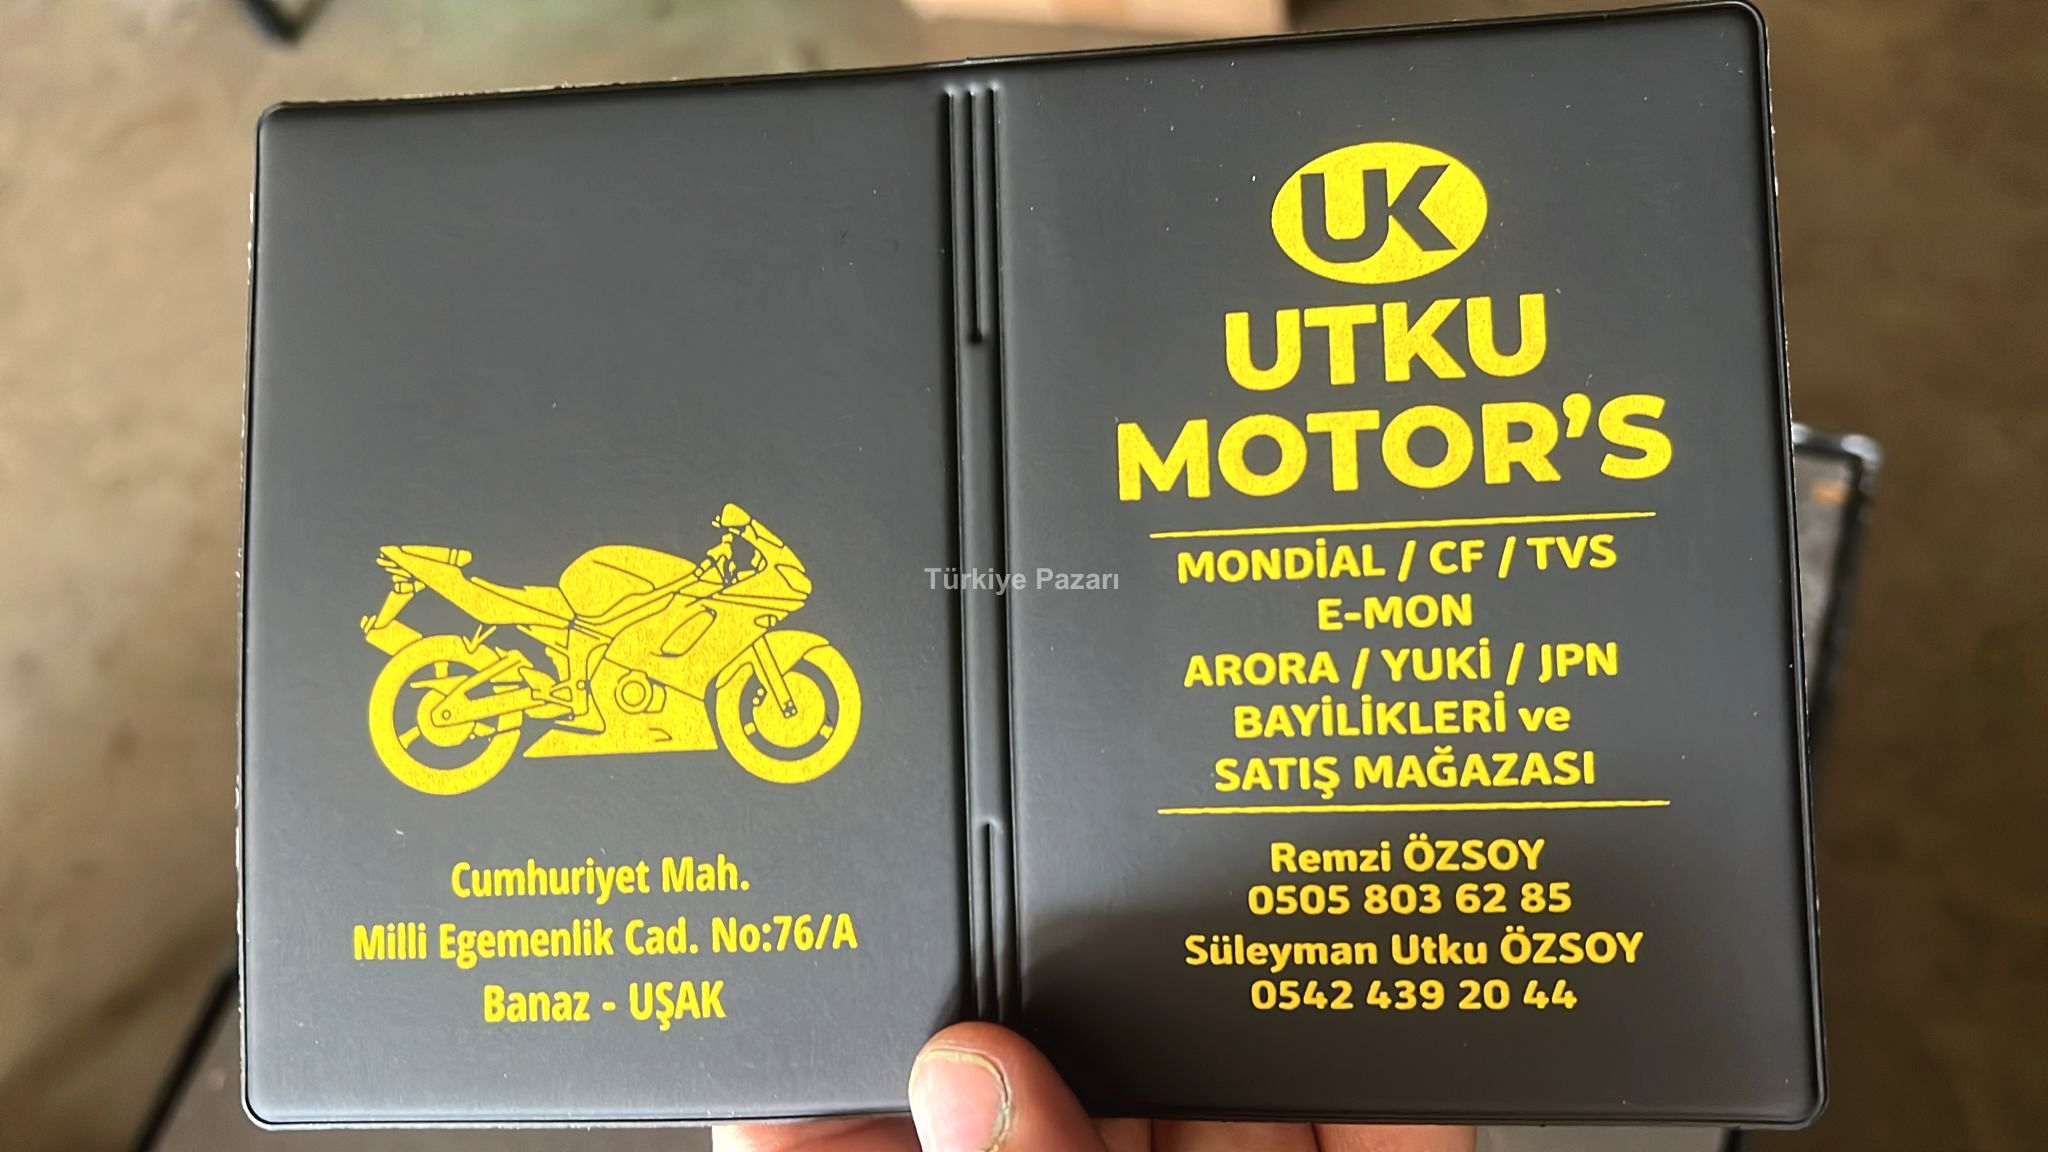 Cumhuriyet Mah.
Milli Egemenlik Cad. No:76/A
Banaz - UŞAK
Türkiye Pazarı
UK
UTKU
MOTOR'S
MONDİAL / CF / TVS
E-MON
ARORA / YUKİ / JPN
BAYİLİKLERİ ve
SATIŞ MAĞAZASI
Remzi ÖZSOY
0505 803 62 85
Süleyman Utku ÖZSOY
0542 439 20 44